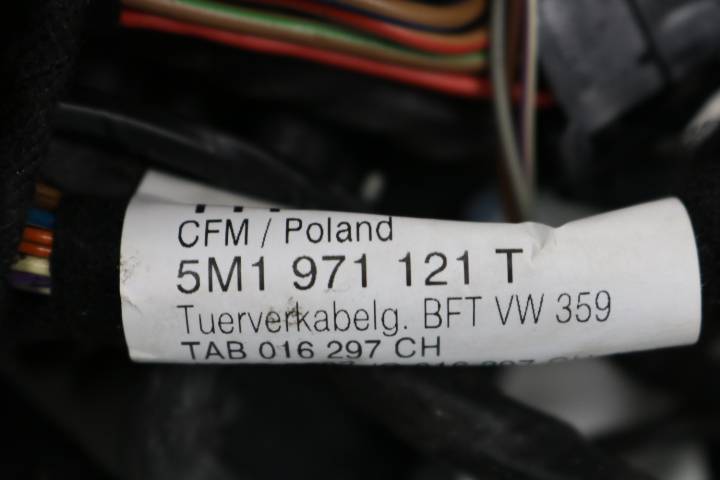 CFM / Poland
5M1 971 121 T
Tuerverkabelg. BFT VW 359
TAB 016 297 CH